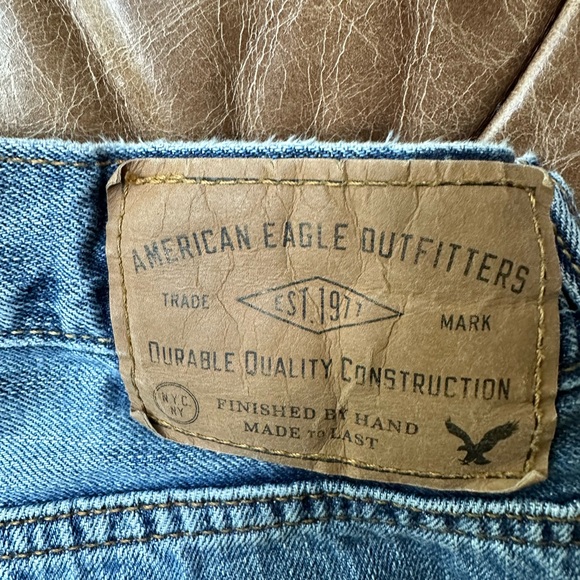 AMERICAN EAGLE OUTFITTERS
TRADE EST. 1977 MARK
DURABLE QUALITY CONSTRUCTION
N.Y.C
NY
FINISHED BY HAND
MADE TO LAST